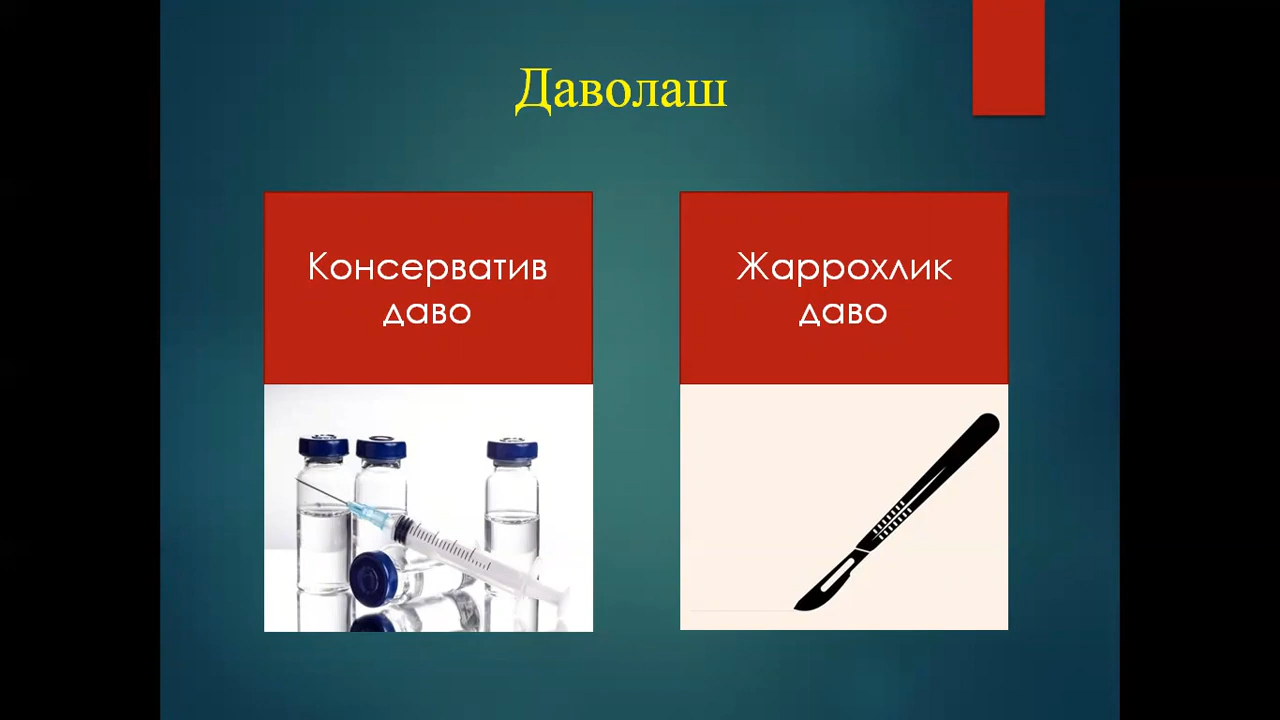 Даволаш
Консерватив
даво
Жаррохлик
даво